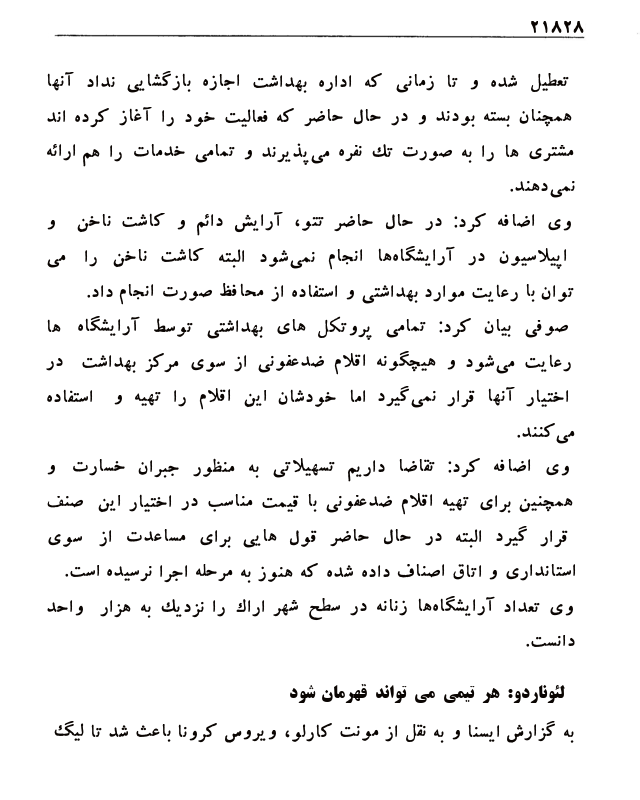 ۲۱۸۲۸
تعطیل شده و تا زمانی که اداره بهداشت اجازه بازگشایی نداد آنها
همچنان بسته بودند و در حال حاضر که فعالیت خود را آغاز کرده اند
مشتری ها را به صورت تك نفره می‌پذیرند و تمامی خدمات را هم ارائه
نمی‌دهند.
وی اضافه کرد: در حال حاضر تتو، آرایش دائم و کاشت ناخن و
اپیلاسیون در آرایشگاه‌ها انجام نمی‌شود البته کاشت ناخن را می
توان با رعایت موارد بهداشتی و استفاده از محافظ صورت انجام داد.
صوفی بیان کرد: تمامی پروتکل های بهداشتی توسط آرایشگاه ها
رعایت می‌شود و هیچگونه اقلام ضدعفونی از سوی مرکز بهداشت در
اختیار آنها قرار نمی‌گیرد اما خودشان این اقلام را تهیه و استفاده
می‌کنند.
وی اضافه کرد: تقاضا داریم تسهیلاتی به منظور جبران خسارت و
همچنین برای تهیه اقلام ضدعفونی با قیمت مناسب در اختیار این صنف
قرار گیرد البته در حال حاضر قول هایی برای مساعدت از سوی
استانداری و اتاق اصناف داده شده که هنوز به مرحله اجرا نرسیده است.
وی تعداد آرایشگاه‌ها زنانه در سطح شهر اراك را نزدیك به هزار واحد
دانست.
لئوناردو: هر تیمی می تواند قهرمان شود
به گزارش ایسنا و به نقل از مونت کارلو، ویروس کرونا باعث شد تا لیگ